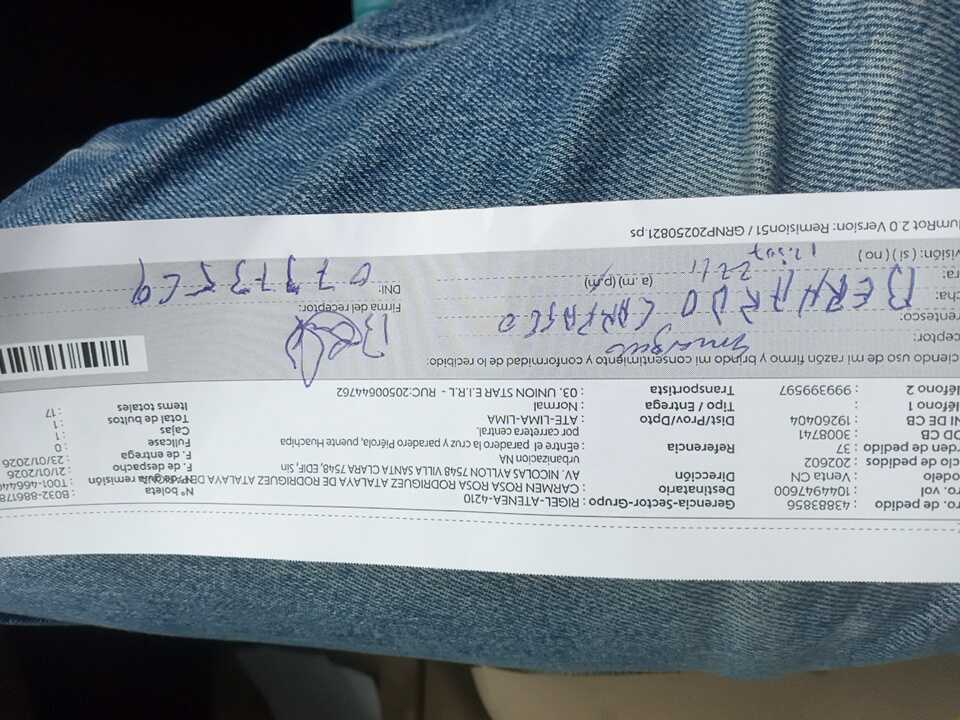 ro. de pedido : 43883856 Gerencia-Sector-Grupo : RIGEL-ATENEA-4210 Nº boleta : B032-886178
ro. vol : 1044947600 Destinatario : CARMEN ROSA ROSA RODRIGUEZ ATALAYA DE RODRIGUEZ ATALAYA DE guía remisión : T001-466440
odelo : Venta CN Dirección : AV. NICOLAS AYLLON 7548 VILLA SANTA CLARA 7548, EDIF, SIn F. de despacho : 21/01/2026
clo de pedidos : 202602 urbanización NA F. de entrega : 23/01/2026
rden de pedido : 37 Referencia : eEntre el paradero la cruz y paradero Piérola, puente Huachipa Fullcase : 0
OD CB : 3008741 por carretera central. Cajas : 1
NI DE CB : 19260404 Dist/Prov/Dpto : ATE-LIMA-LIMA Total de bultos : 1
léfono 1 : Tipo / Entrega : Normal Items totales : 17
léfono 2 : 999399597 Transportista : 03. UNION STAR E.I.R.L - RUC:20500644762
ciendo uso de mi razón firmo y brindo mi consentimiento y conformidad de lo recibido:
ceptor:
rentesco:
cha: BERNARDO CARPASEO Firma del receptor:
ra: (a) m.(p).m) DNI:
visión: (si) (no)
umRot 2.0 Version: Remision51 / GRNP20250821.ps